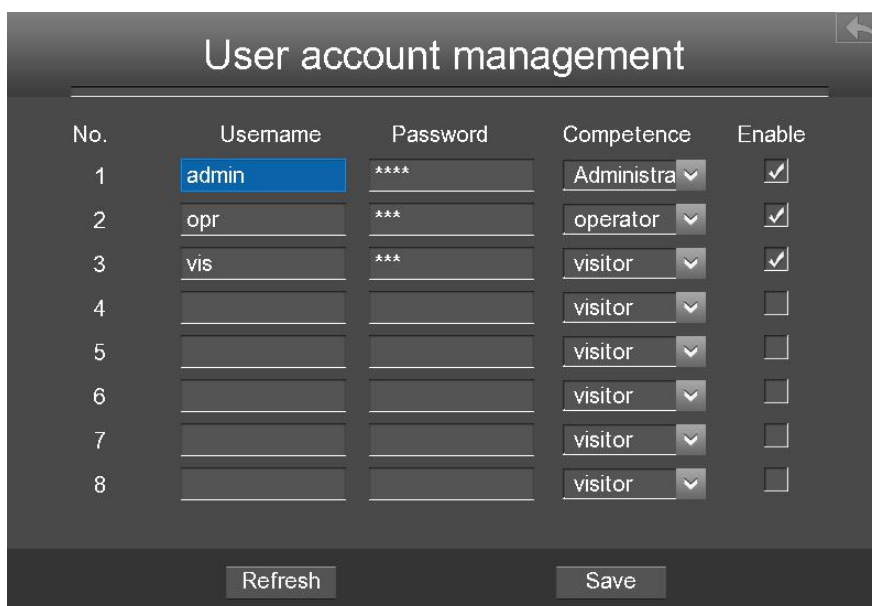 User account management
No. Username Password Competence Enable
1 admin **** Administra
2 opr *** operator
3 vis *** visitor
4 visitor
5 visitor
6 visitor
7 visitor
8 visitor
Refresh Save